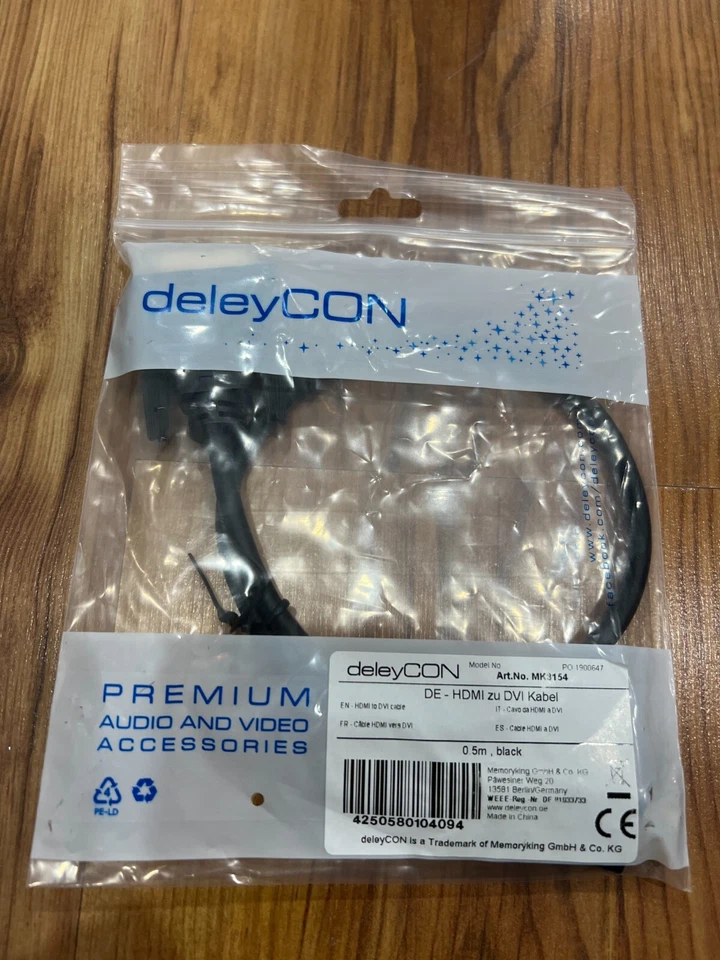 deleyCON
www.deleycon.co
facebook.com/deleyco
PREMIUM
AUDIO AND VIDEO
ACCESSORIES
PE-LD
deleyCON Model No PO 1900647
Art.No. MK3154
DE - HDMI zu DVI Kabel
EN - HDMI to DVI cable IT - Cavo da HDMI a DVI
FR - Câble HDMI vers DVI ES - Cable HDMI a DVI
0.5m , black
Memoryking GmbH & Co. KG
Päwesiner Weg 20
13581 Berlin/Germany
WEEE-Reg.-Nr. DE
www.deleycon.de
Made in China
4250580104094
CE
deleyCON is a Trademark of Memoryking GmbH & Co. KG